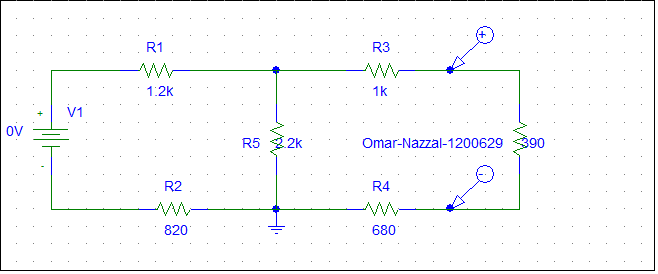 R1
1.2k
R3
1k
+
+
V1
0V
-
R5
2.2k
Omar-Nazzal-1200629
390
-
R2
820
R4
680